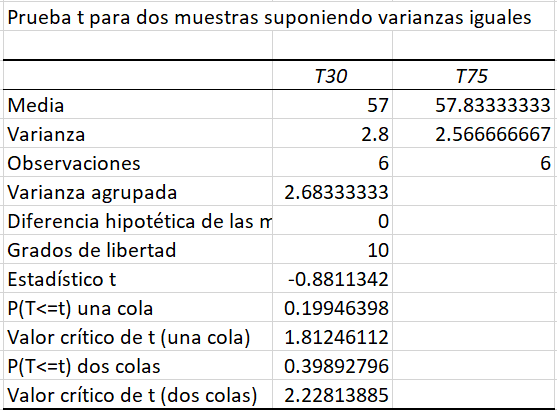 Prueba t para dos muestras suponiendo varianzas iguales
T30 T75
Media 57 57.83333333
Varianza 2.8 2.566666667
Observaciones 6 6
Varianza agrupada 2.68333333
Diferencia hipotética de las m 0
Grados de libertad 10
Estadístico t -0.8811342
P(T<=t) una cola 0.19946398
Valor crítico de t (una cola) 1.81246112
P(T<=t) dos colas 0.39892796
Valor crítico de t (dos colas) 2.22813885